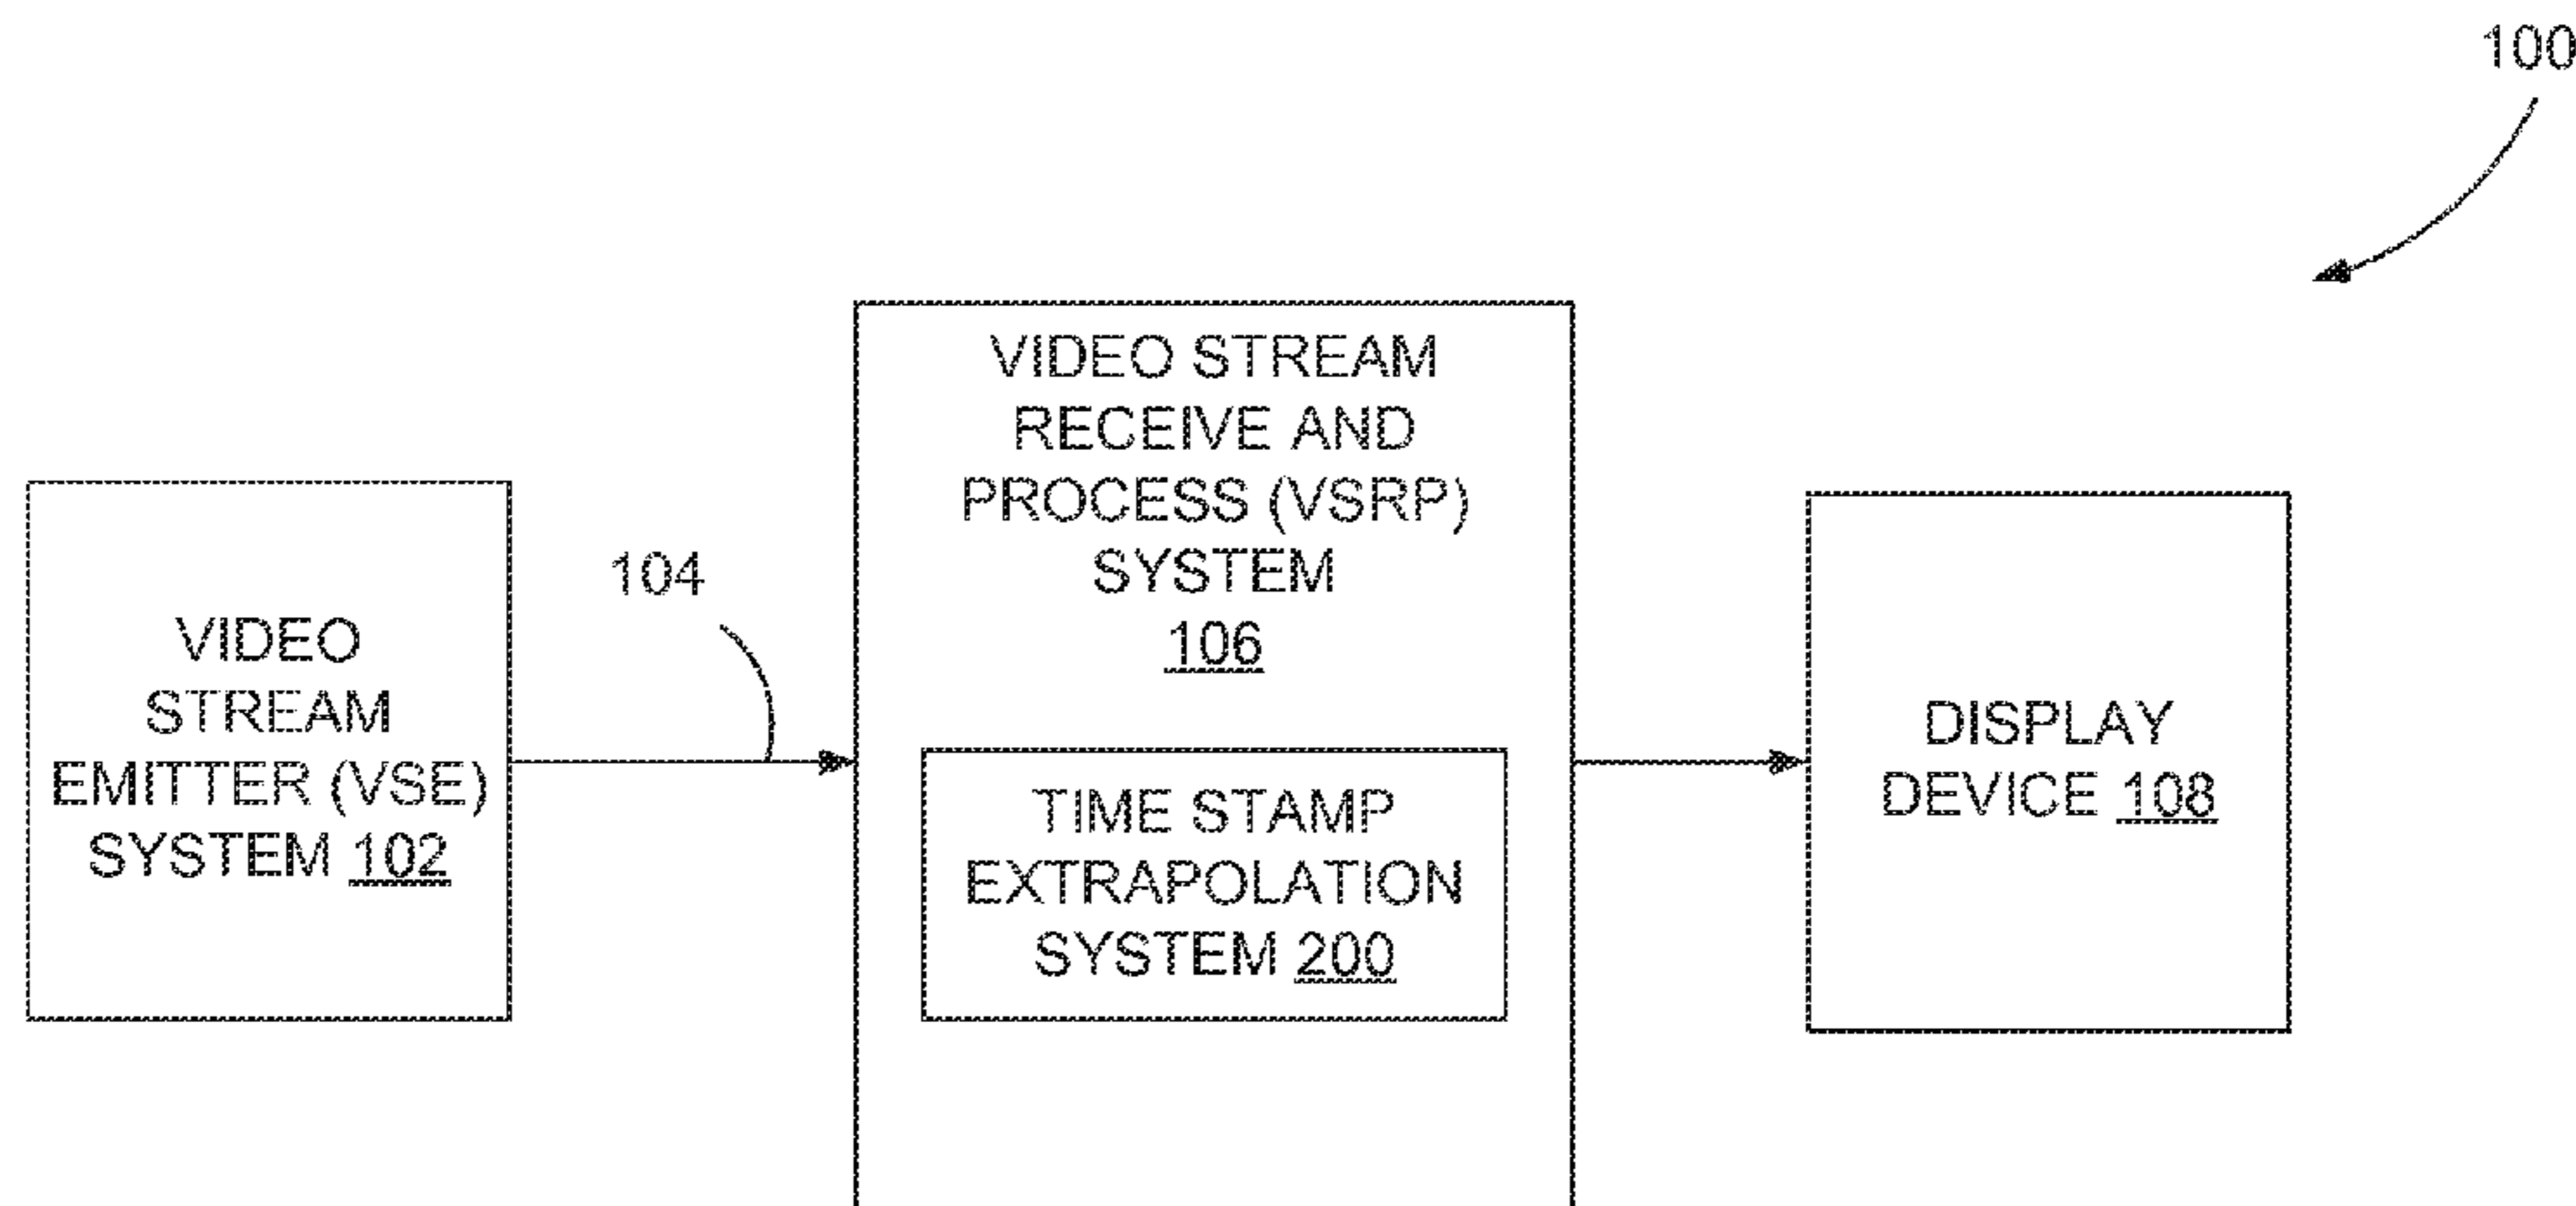 100
VIDEO STREAM
RECEIVE AND
PROCESS (VSRP)
SYSTEM
106
104
VIDEO
STREAM
EMITTER (VSE)
SYSTEM 102
TIME STAMP
EXTRAPOLATION
SYSTEM 200
DISPLAY
DEVICE 108